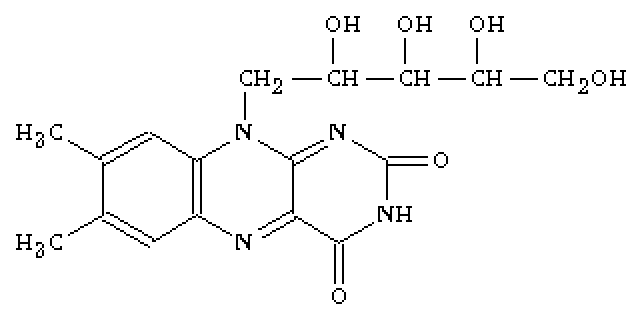 OH OH OH
CH₂ CH CH CH CH₂OH
H₃C N N O
NH
H₃C N
O